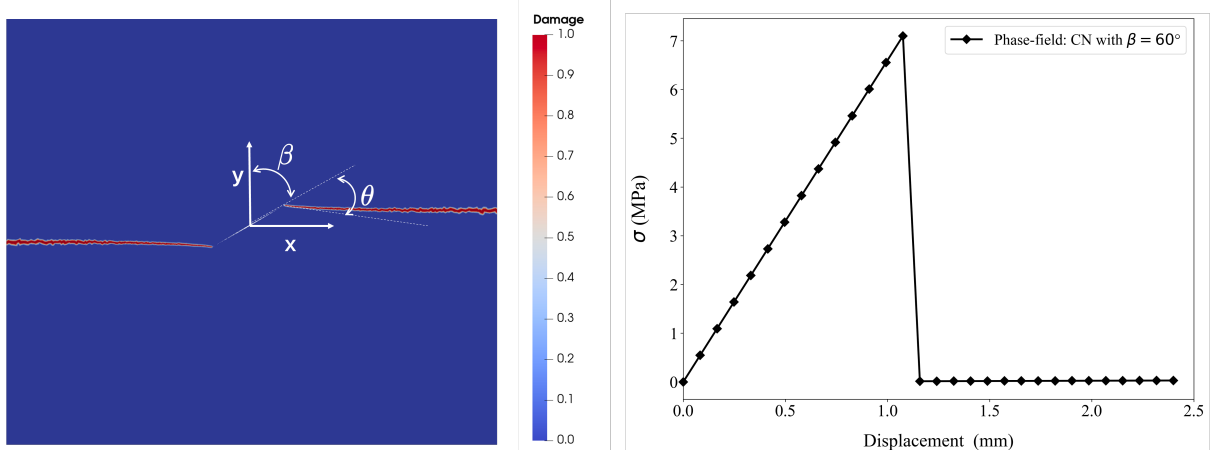 Damage
1.0
0.9
0.8
0.7
0.6
0.5
0.4
0.3
0.2
0.1
0.0
β
y
θ
x
Phase-field: CN with β = 60°
7
6
5
4
3
2
1
0
σ (MPa)
0.0 0.5 1.0 1.5 2.0 2.5
Displacement (mm)